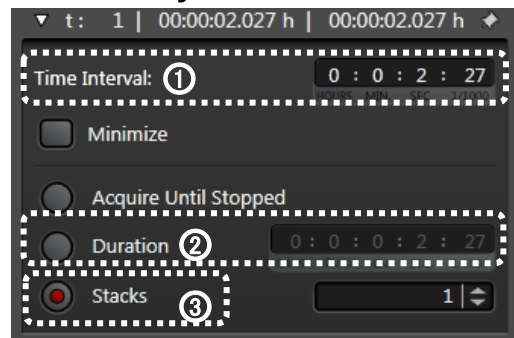 ▼ t: 1 | 00:00:02.027 h | 00:00:02.027 h
Time Interval: ① 0 : 0 : 2 : 27
HOURS MIN SEC 1/1000
Minimize
Acquire Until Stopped
Duration ② 0 : 0 : 0 : 2 : 27
Stacks ③ 1